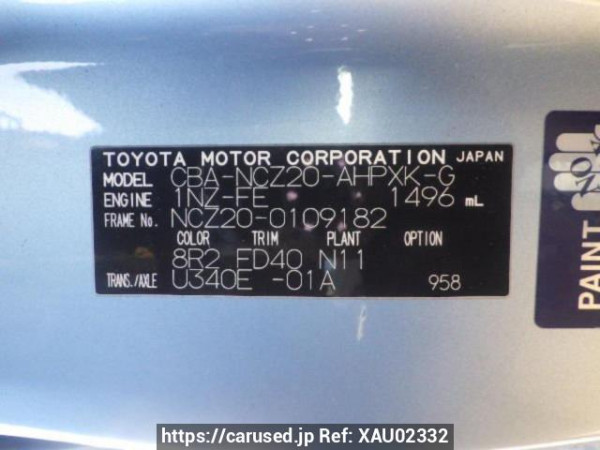 TOYOTA MOTOR CORPORATION JAPAN
MODEL CBA-NCZ20-AHPXK-G
ENGINE 1NZ-FE 1496 mL
FRAME No. NCZ20-0109182
COLOR TRIM PLANT OPTION
8R2 FD40 N11
TRANS./AXLE U340E -01A 958
PAINT
https://carused.jp Ref: XAU02332